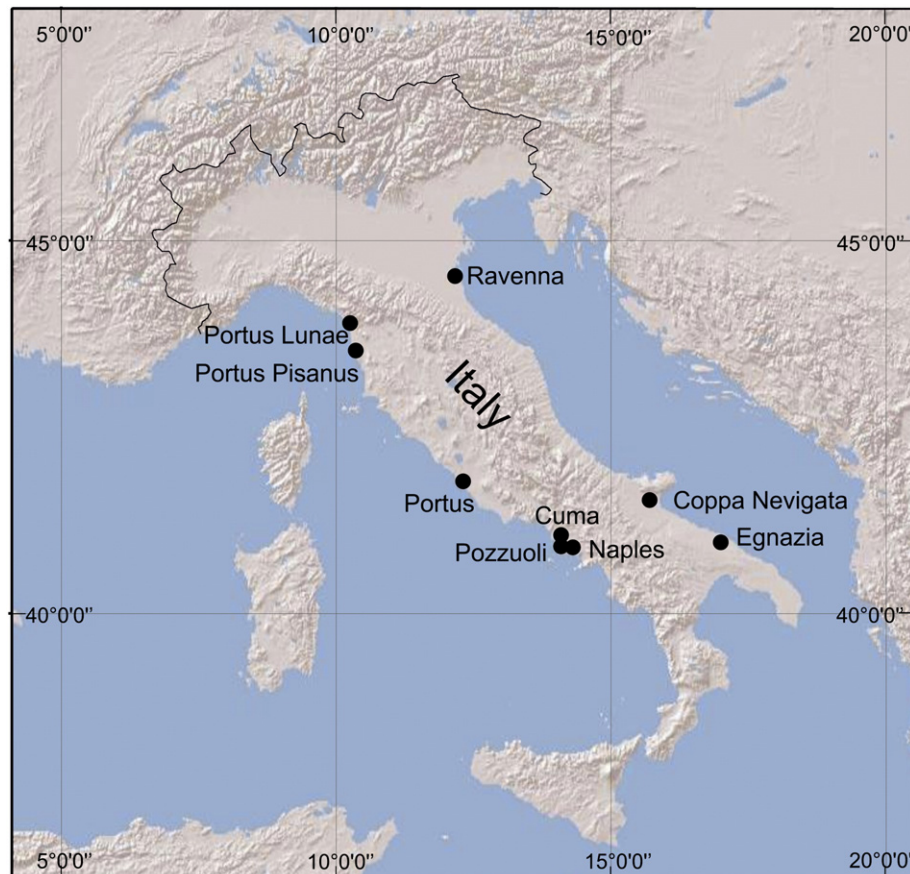 5°0'0" 10°0'0" 15°0'0" 20°0'0"
45°0'0" 45°0'0"
Ravenna
Portus Lunae
Portus Pisanus
Italy
Portus
Coppa Nevigata
Cuma
Egnazia
Pozzuoli Naples
40°0'0" 40°0'0"
5°0'0" 10°0'0" 15°0'0" 20°0'0"